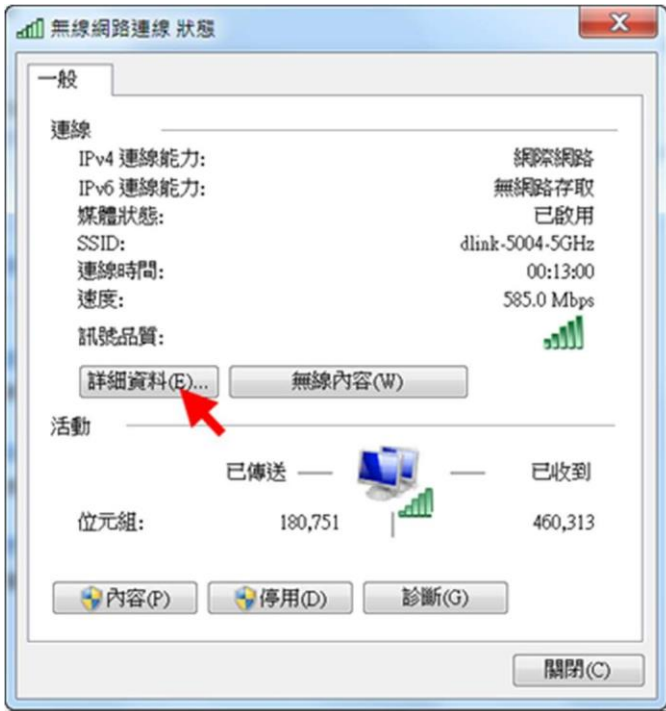 無線網路連線 狀態
一般
連線
IPv4 連線能力: 網際網路
IPv6 連線能力: 無網路存取
媒體狀態: 已啟用
SSID: dlink-5004-5GHz
連線時間: 00:13:00
速度: 585.0 Mbps
訊號品質:
詳細資料(E)... 無線內容(W)
活動
已傳送 已收到
位元組: 180,751 460,313
內容(P) 停用(D) 診斷(G)
關閉(C)